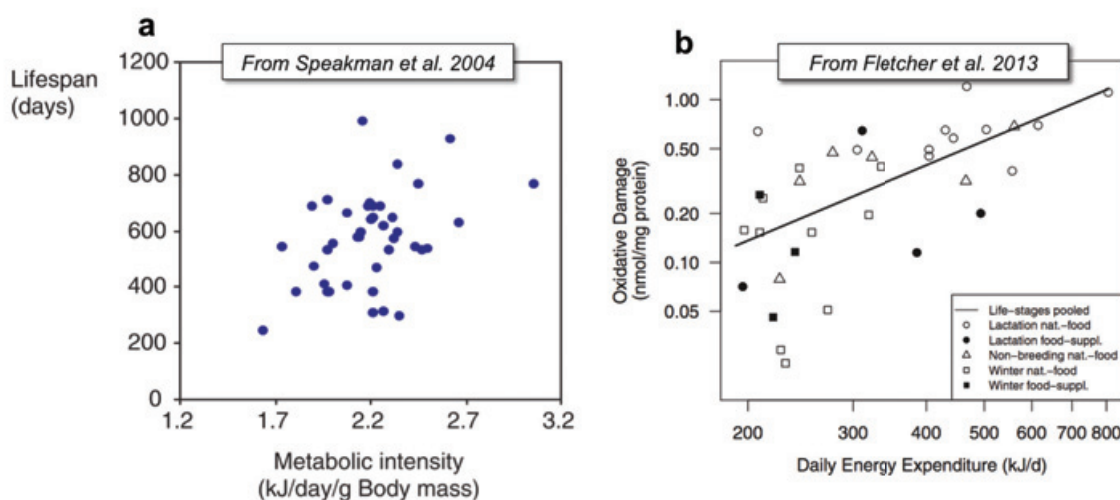 a
From Speakman et al. 2004
Lifespan
(days)
1200
1000
800
600
400
200
0
1.2 1.7 2.2 2.7 3.2
Metabolic intensity
(kJ/day/g Body mass)
b
From Fletcher et al. 2013
Oxidative Damage
(nmol/mg protein)
1.00
0.50
0.20
0.10
0.05
Life-stages pooled
Lactation nat.-food
Lactation food-suppl.
Non-breeding nat.-food
Winter nat.-food
Winter food-suppl.
200 300 400 500 600 700 800
Daily Energy Expenditure (kJ/d)